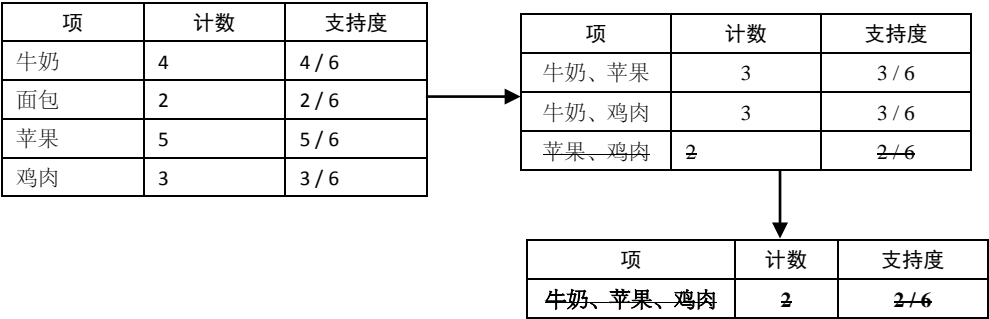 项 计数 支持度
牛奶 4 4 / 6
面包 2 2 / 6
苹果 5 5 / 6
鸡肉 3 3 / 6
项 计数 支持度
牛奶、苹果 3 3 / 6
牛奶、鸡肉 3 3 / 6
苹果、鸡肉 2 2 / 6
项 计数 支持度
牛奶、苹果、鸡肉 2 2 / 6